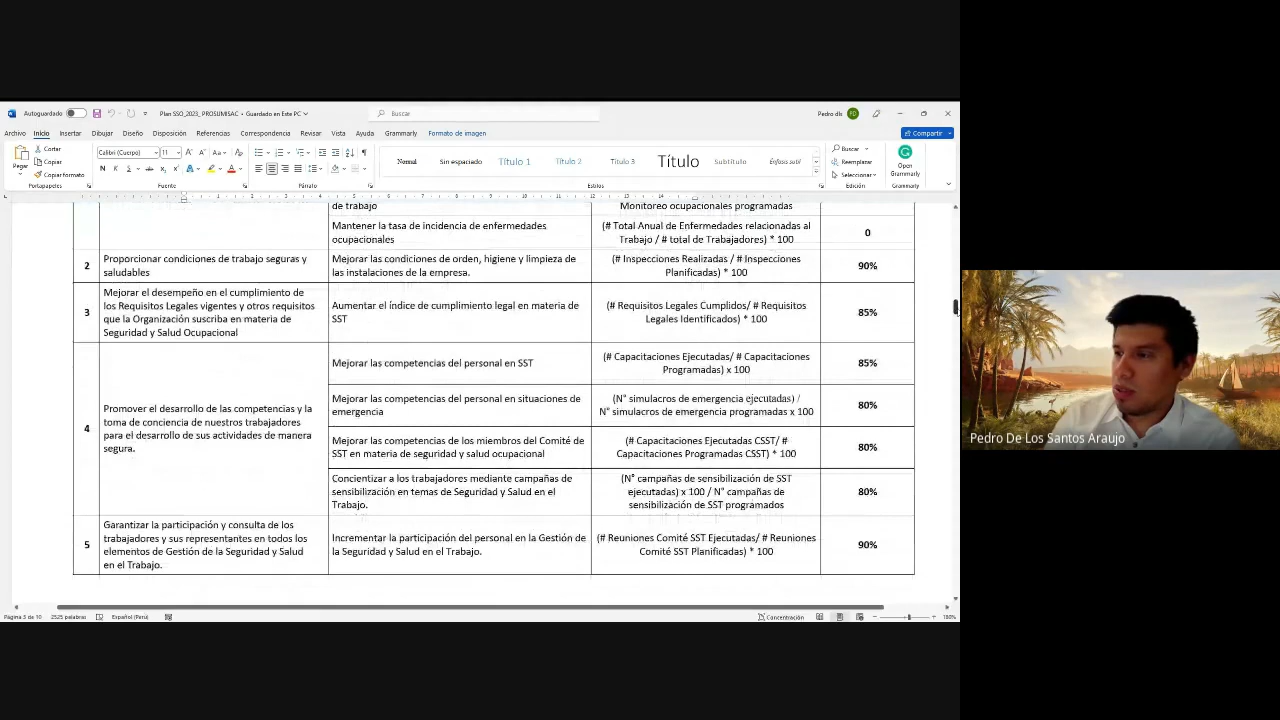 Autoguardado
Plan SSO_2023_PROSUMISAC • Guardado en Este PC
Buscar
Pedro dls
Archivo Inicio Insertar Dibujar Diseño Disposición Referencias Correspondencia Revisar Vista Ayuda Grammarly Formato de imagen
Compartir
Pegar
Cortar
Copiar
Copiar formato
Portapapeles
Calibri (Cuerpo) 11
Fuente
Párrafo
Normal Sin espaciado Título 1 Título 2 Título 3 Título Subtítulo Énfasis sutil
Estilos
Buscar
Reemplazar
Seleccionar
Edición
Open
Grammarly
Grammarly
de trabajo
Monitoreo ocupacionales programadas
Mantener la tasa de incidencia de enfermedades
ocupacionales
(# Total Anual de Enfermedades relacionadas al
Trabajo / # total de Trabajadores) * 100
0
2
Proporcionar condiciones de trabajo seguras y
saludables
Mejorar las condiciones de orden, higiene y limpieza de
las instalaciones de la empresa.
(# Inspecciones Realizadas / # Inspecciones
Planificadas) * 100
90%
3
Mejorar el desempeño en el cumplimiento de
los Requisitos Legales vigentes y otros requisitos
que la Organización suscriba en materia de
Seguridad y Salud Ocupacional
Aumentar el índice de cumplimiento legal en materia de
SST
(# Requisitos Legales Cumplidos/ # Requisitos
Legales Identificados) * 100
85%
4
Promover el desarrollo de las competencias y la
toma de conciencia de nuestros trabajadores
para el desarrollo de sus actividades de manera
segura.
Mejorar las competencias del personal en SST
(# Capacitaciones Ejecutadas/ # Capacitaciones
Programadas) x 100
85%
Mejorar las competencias del personal en situaciones de
emergencia
(N° simulacros de emergencia ejecutadas) /
N° simulacros de emergencia programadas x 100
80%
Mejorar las competencias de los miembros del Comité de
SST en materia de seguridad y salud ocupacional
(# Capacitaciones Ejecutadas CSST/ #
Capacitaciones Programadas CSST) * 100
80%
Concientizar a los trabajadores mediante campañas de
sensibilización en temas de Seguridad y Salud en el
Trabajo.
(N° campañas de sensibilización de SST
ejecutadas) x 100 / N° campañas de
sensibilización de SST programados
80%
5
Garantizar la participación y consulta de los
trabajadores y sus representantes en todos los
elementos de Gestión de la Seguridad y Salud
en el Trabajo.
Incrementar la participación del personal en la Gestión de
la Seguridad y Salud en el Trabajo.
(# Reuniones Comité SST Ejecutadas/ # Reuniones
Comité SST Planificadas) * 100
90%
Página 3 de 10 2525 palabras Español (Perú)
Concentración
180%
Pedro De Los Santos Araujo